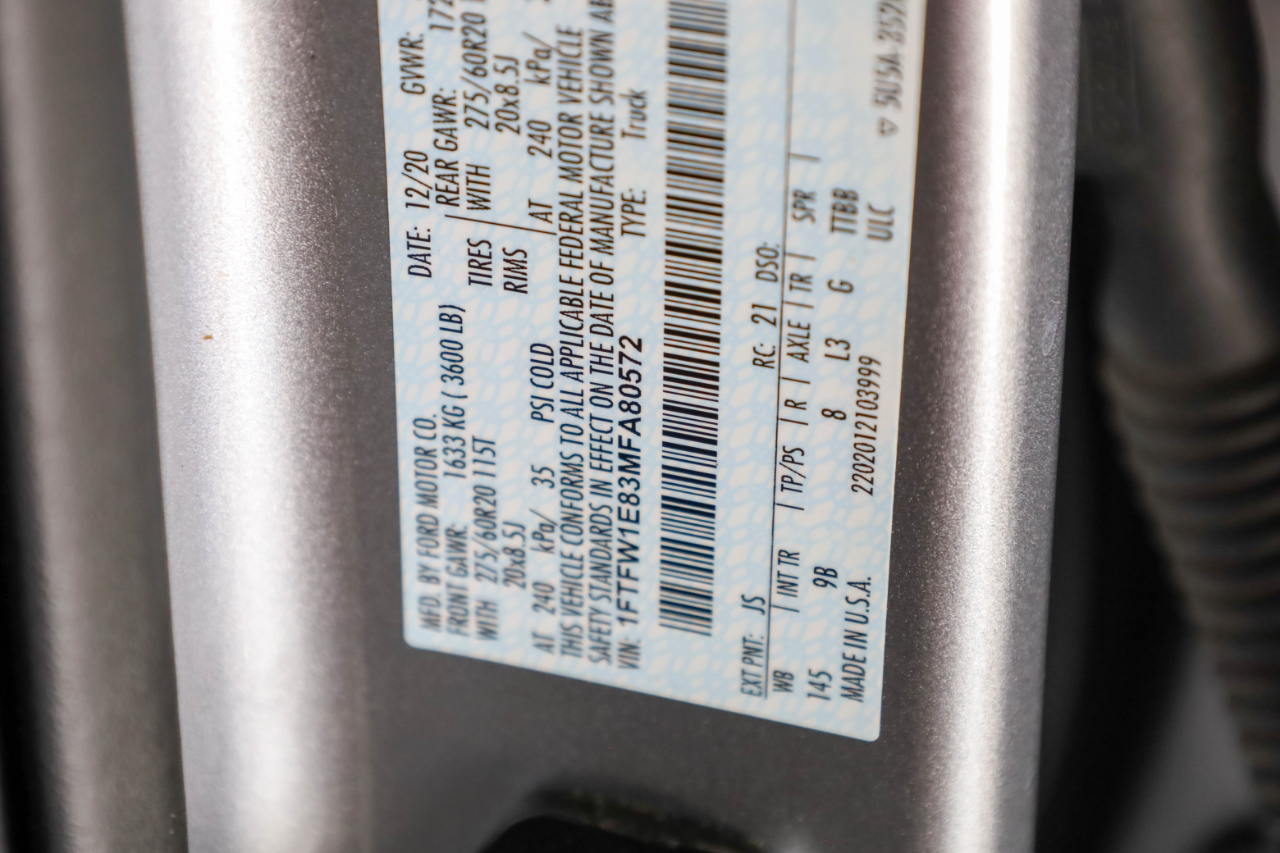 MFD. BY FORD MOTOR CO. DATE: 12/20 GVWR:
FRONT GAWR: 1633 KG ( 3600 LB) REAR GAWR: 172
WITH 275/60R20 115T TIRES WITH 275/60R20
20x8.5J RIMS 20x8.5J
AT 240 kPa/ 35 PSI COLD AT 240 kPa/
THIS VEHICLE CONFORMS TO ALL APPLICABLE FEDERAL MOTOR VEHICLE
SAFETY STANDARDS IN EFFECT ON THE DATE OF MANUFACTURE SHOWN AB
VIN: 1FTFW1E83MFA80572 TYPE: Truck
EXT PNT: JS RC: 21 DSO:
WB | INT TR | TP/PS | R | AXLE | TR | SPR |
145 9B 8 L3 G TTBB
MADE IN U.S.A. 2202012103999 ULC